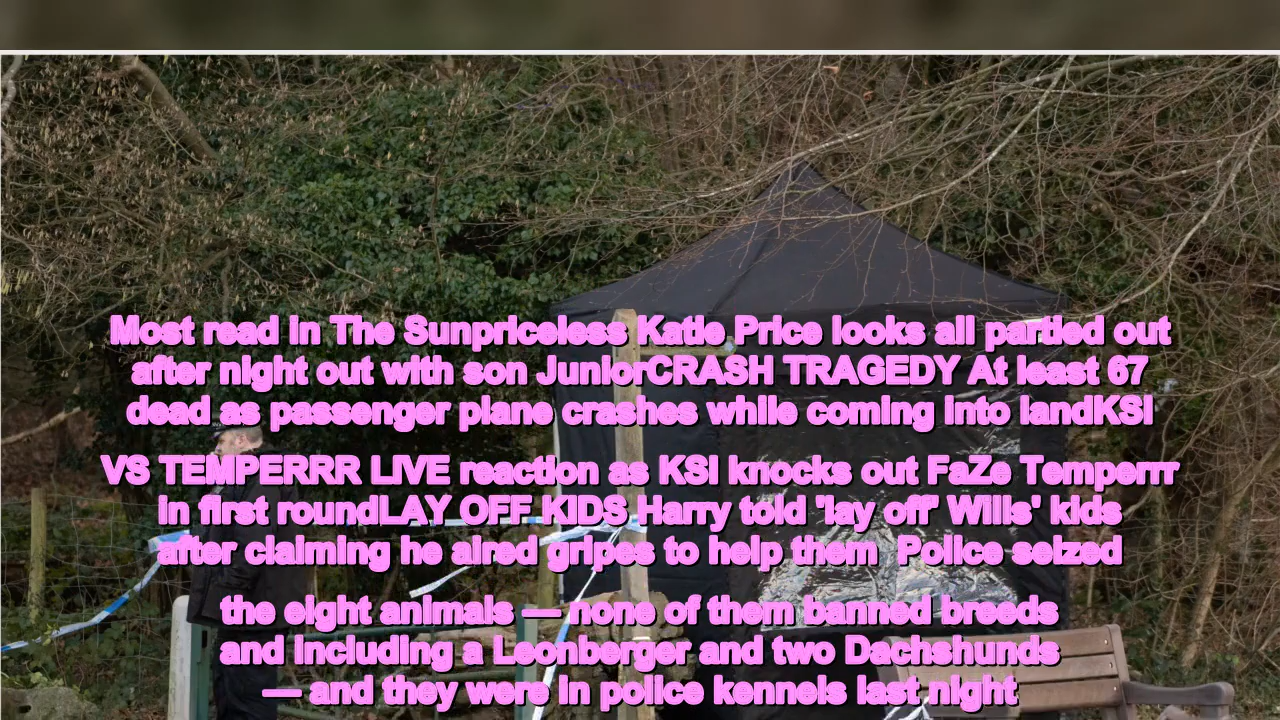 Most read in The Sunpriceless Katie Price looks all partied out
after night out with son JuniorCRASH TRAGEDY At least 67
dead as passenger plane crashes while coming into landKSI
VS TEMPERRR LIVE reaction as KSI knocks out FaZe Temperrr
in first roundLAY OFF KIDS Harry told 'lay off' Wills' kids
after claiming he aired gripes to help them  Police seized
the eight animals — none of them banned breeds
and including a Leonberger and two Dachshunds
— and they were in police kennels last night